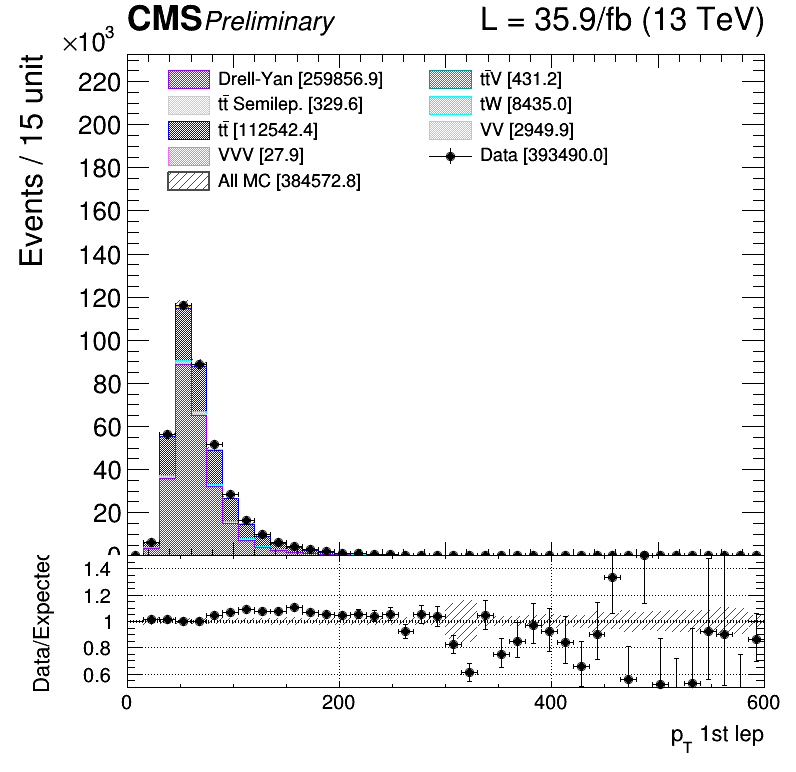 CMS Preliminary L = 35.9/fb (13 TeV)
×10³
Events / 15 unit
220
200
180
160
140
120
100
80
60
40
20
0
Drell-Yan [259856.9]
tt̄ Semilep. [329.6]
tt̄ [112542.4]
VVV [27.9]
All MC [384572.8]
tt̄V [431.2]
tW [8435.0]
VV [2949.9]
Data [393490.0]
Data/Expected
1.4
1.2
1
0.8
0.6
0 200 400 600
p_T 1st lep